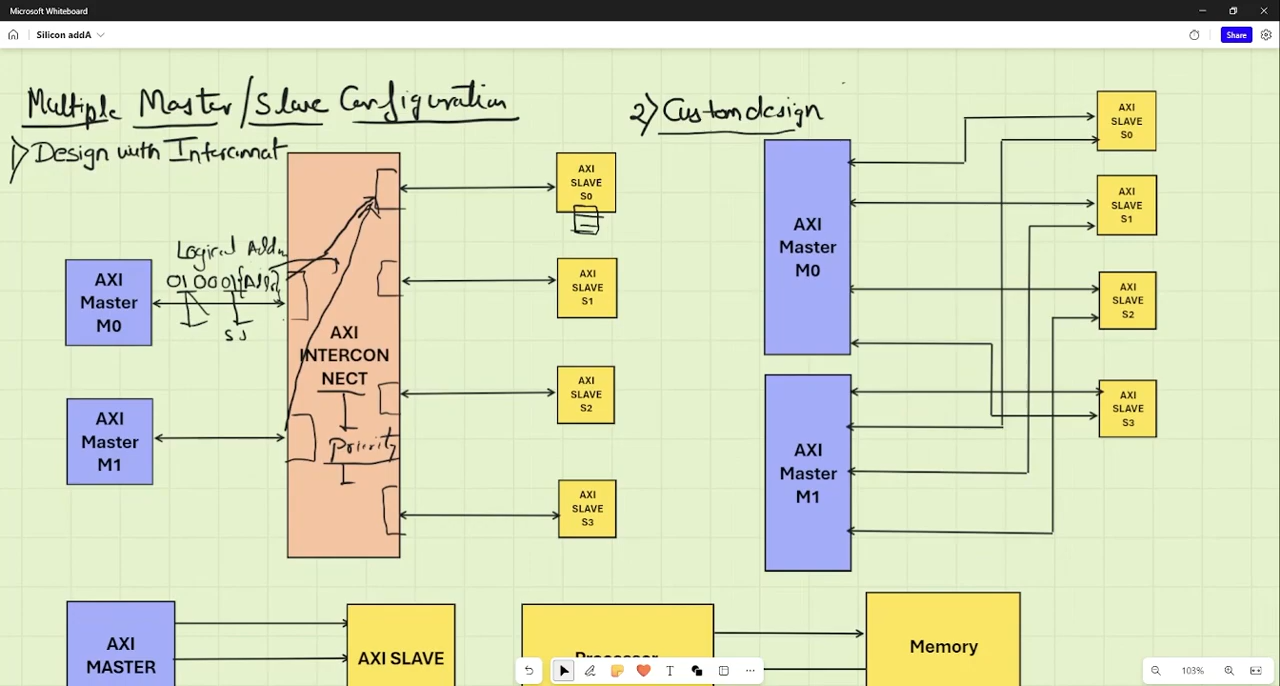 Microsoft Whiteboard
Silicon addA
Share
Multiple Master/Slave Configuration
1) Design with Interconnat
2) Custom design
Logical Addr
S1
AXI
Master
M0
AXI
Master
M1
AXI
INTERCON
NECT
Priority
AXI
SLAVE
S0
AXI
SLAVE
S1
AXI
SLAVE
S2
AXI
SLAVE
S3
AXI
Master
M0
AXI
Master
M1
AXI
SLAVE
S0
AXI
SLAVE
S1
AXI
SLAVE
S2
AXI
SLAVE
S3
AXI
MASTER
AXI SLAVE
Processor
Memory
103%